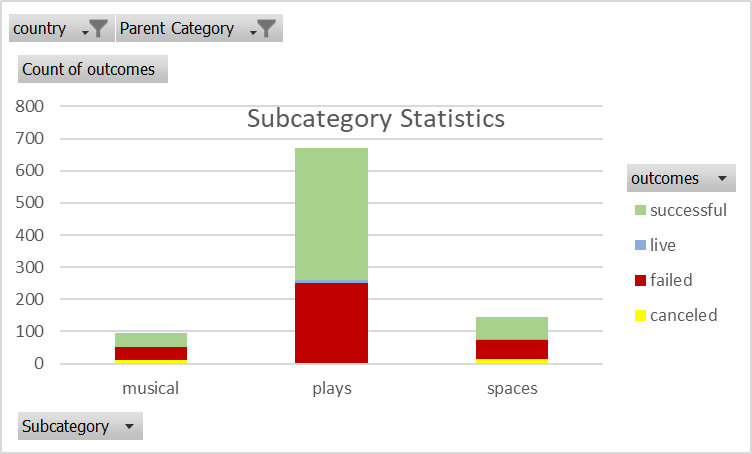 country Parent Category
Count of outcomes
Subcategory Statistics
800
700
600
500
400
300
200
100
0
musical plays spaces
outcomes
successful
live
failed
canceled
Subcategory